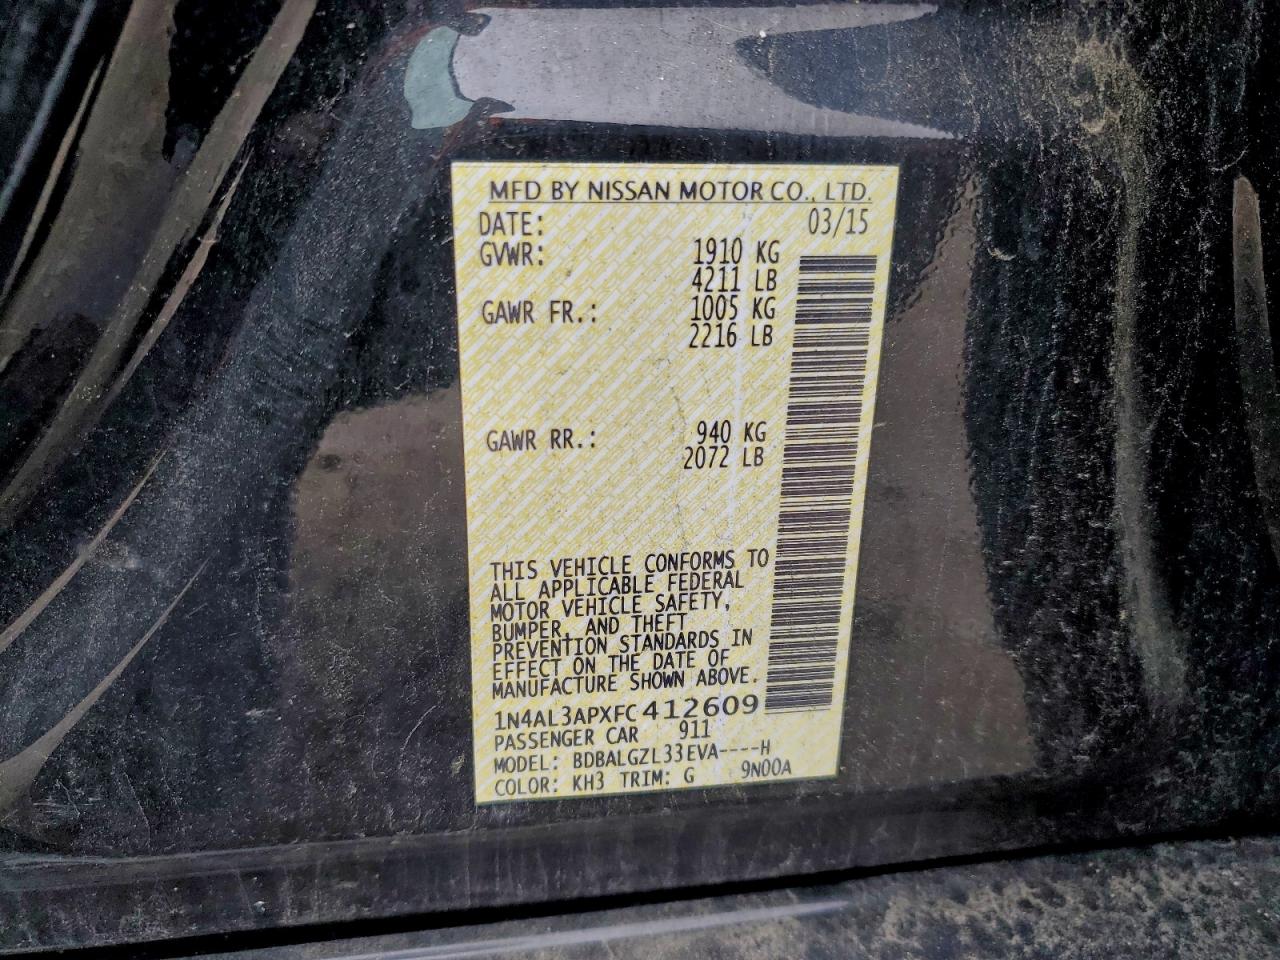 MFD BY NISSAN MOTOR CO., LTD.
DATE: 03/15
GVWR: 1910 KG
4211 LB
GAWR FR.: 1005 KG
2216 LB
GAWR RR.: 940 KG
2072 LB
THIS VEHICLE CONFORMS TO
ALL APPLICABLE FEDERAL
MOTOR VEHICLE SAFETY,
BUMPER, AND THEFT
PREVENTION STANDARDS IN
EFFECT ON THE DATE OF
MANUFACTURE SHOWN ABOVE.
1N4AL3APXFC412609
PASSENGER CAR 911
MODEL: BDBALGZL33EVA----H
COLOR: KH3 TRIM: G 9N00A